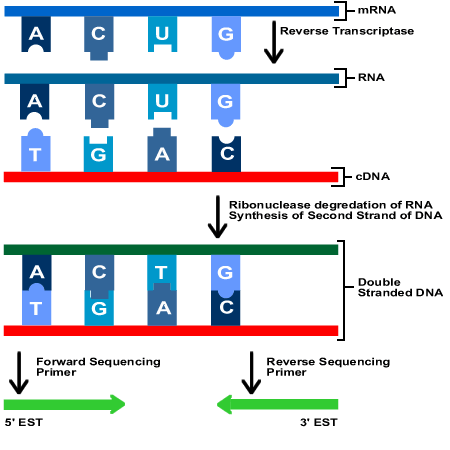 A C U G
mRNA
Reverse Transcriptase
RNA
A C U G
T G A C
cDNA
Ribonuclease degredation of RNA
Synthesis of Second Strand of DNA
A C T G
T G A C
Double
Stranded DNA
Forward Sequencing
Primer
Reverse Sequencing
Primer
5' EST
3' EST